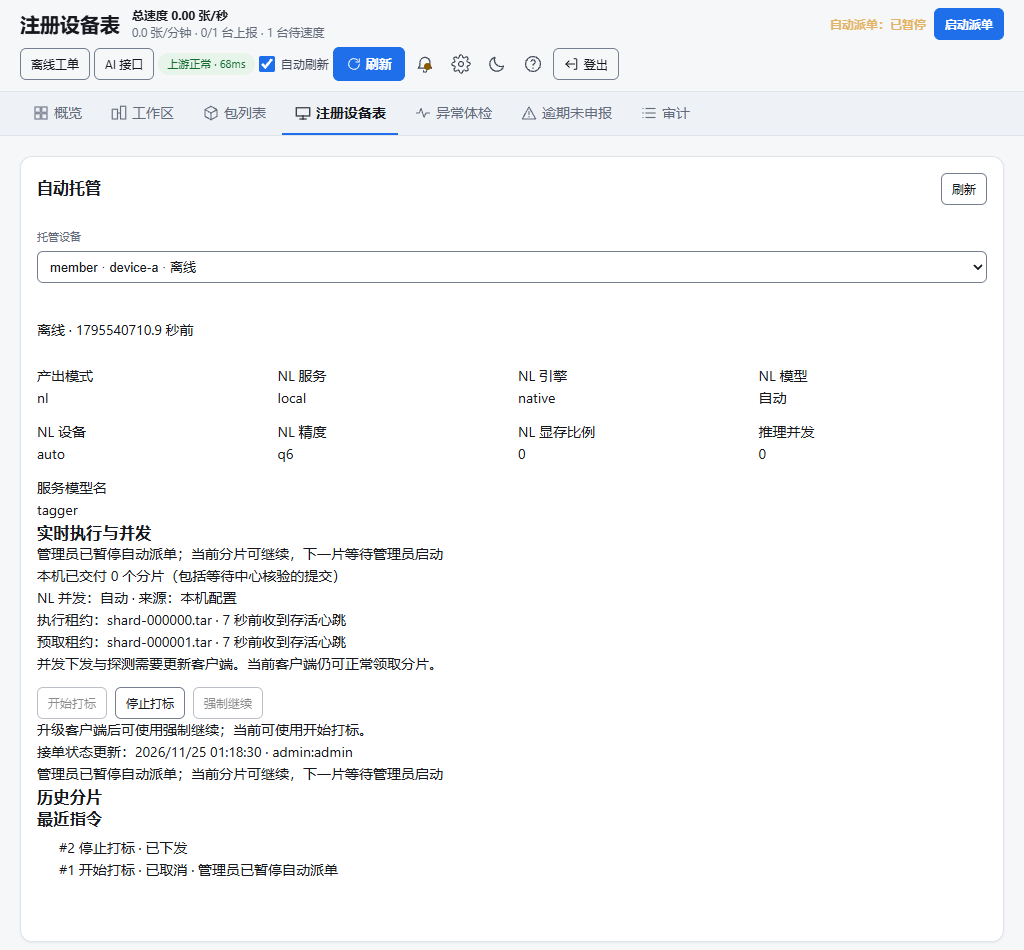 注册设备表
总速度 0.00 张/秒
0.0 张/分钟 · 0/1 台上报 · 1 台待速度
自动派单：已暂停
启动派单
离线工单
AI 接口
上游正常 · 68ms
自动刷新
刷新
登出
概览
工作区
包列表
注册设备表
异常体检
逾期未申报
审计
自动托管
刷新
托管设备
member · device-a · 离线
离线 · 1795540710.9 秒前
产出模式
nl
NL 服务
local
NL 引擎
native
NL 模型
自动
NL 设备
auto
NL 精度
q6
NL 显存比例
0
推理并发
0
服务模型名
tagger
实时执行与并发
管理员已暂停自动派单；当前分片可继续，下一片等待管理员启动
本机已交付 0 个分片（包括等待中心核验的提交）
NL 并发：自动 · 来源：本机配置
执行租约：shard-000000.tar · 7 秒前收到存活心跳
预取租约：shard-000001.tar · 7 秒前收到存活心跳
并发下发与探测需要更新客户端。当前客户端仍可正常领取分片。
开始打标
停止打标
强制继续
升级客户端后可使用强制继续；当前可使用开始打标。
接单状态更新：2026/11/25 01:18:30 · admin:admin
管理员已暂停自动派单；当前分片可继续，下一片等待管理员启动
历史分片
最近指令
#2 停止打标 · 已下发
#1 开始打标 · 已取消 · 管理员已暂停自动派单